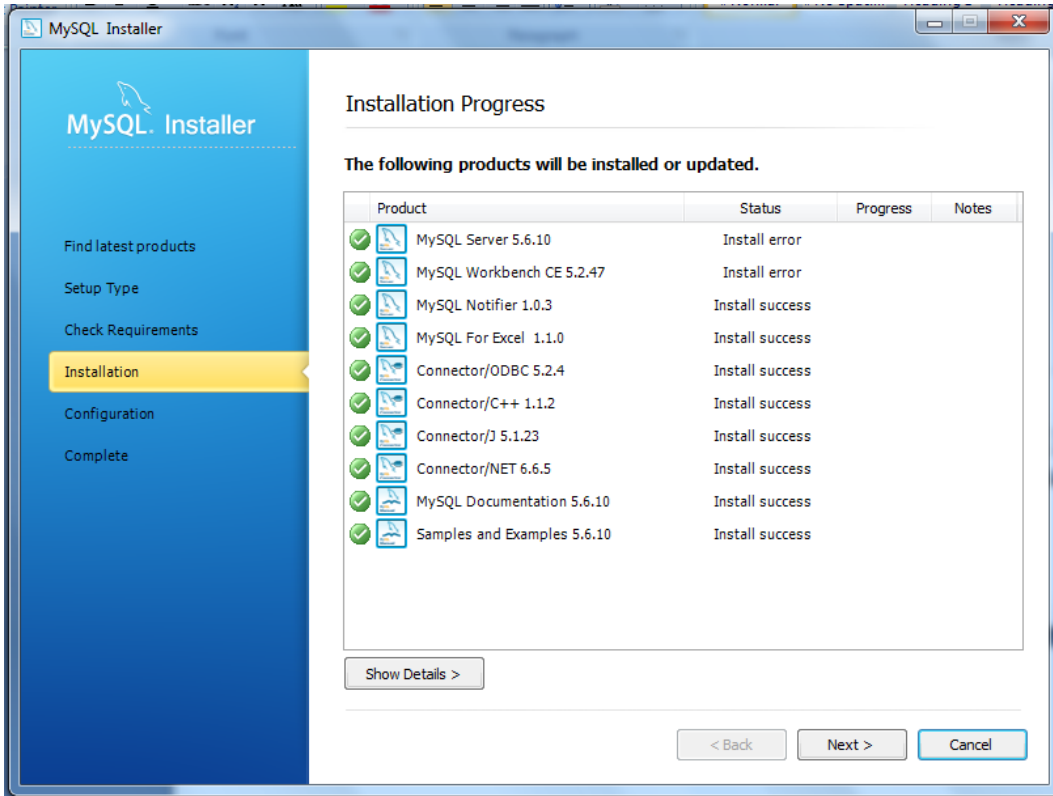 MySQL Installer
MySQL. Installer
Find latest products
Setup Type
Check Requirements
Installation
Configuration
Complete
Installation Progress
The following products will be installed or updated.
Product Status Progress Notes
MySQL Server 5.6.10 Install error
MySQL Workbench CE 5.2.47 Install error
MySQL Notifier 1.0.3 Install success
MySQL For Excel 1.1.0 Install success
Connector/ODBC 5.2.4 Install success
Connector/C++ 1.1.2 Install success
Connector/J 5.1.23 Install success
Connector/NET 6.6.5 Install success
MySQL Documentation 5.6.10 Install success
Samples and Examples 5.6.10 Install success
Show Details >
< Back Next > Cancel